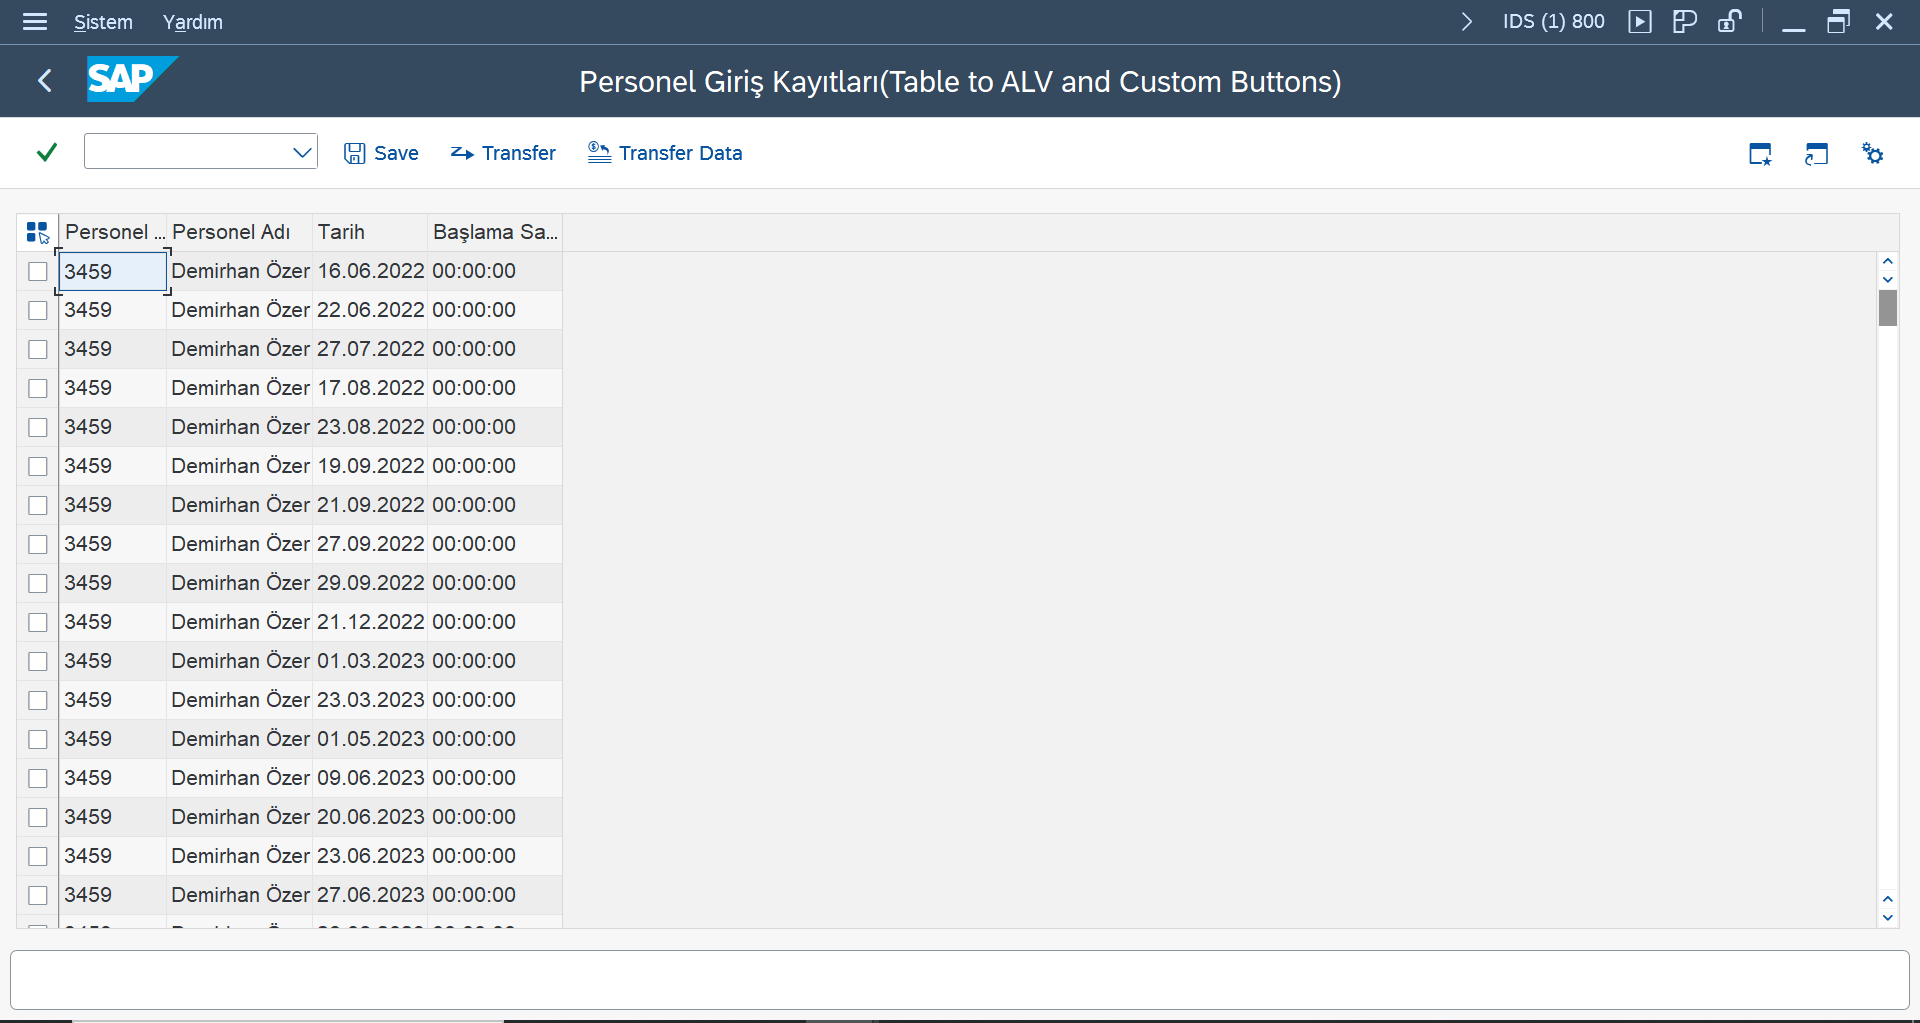 Sistem Yardım IDS (1) 800
SAP Personel Giriş Kayıtları(Table to ALV and Custom Buttons)
Save Transfer Transfer Data
Personel ... Personel Adı Tarih Başlama Sa...
3459 Demirhan Özer 16.06.2022 00:00:00
3459 Demirhan Özer 22.06.2022 00:00:00
3459 Demirhan Özer 27.07.2022 00:00:00
3459 Demirhan Özer 17.08.2022 00:00:00
3459 Demirhan Özer 23.08.2022 00:00:00
3459 Demirhan Özer 19.09.2022 00:00:00
3459 Demirhan Özer 21.09.2022 00:00:00
3459 Demirhan Özer 27.09.2022 00:00:00
3459 Demirhan Özer 29.09.2022 00:00:00
3459 Demirhan Özer 21.12.2022 00:00:00
3459 Demirhan Özer 01.03.2023 00:00:00
3459 Demirhan Özer 23.03.2023 00:00:00
3459 Demirhan Özer 01.05.2023 00:00:00
3459 Demirhan Özer 09.06.2023 00:00:00
3459 Demirhan Özer 20.06.2023 00:00:00
3459 Demirhan Özer 23.06.2023 00:00:00
3459 Demirhan Özer 27.06.2023 00:00:00